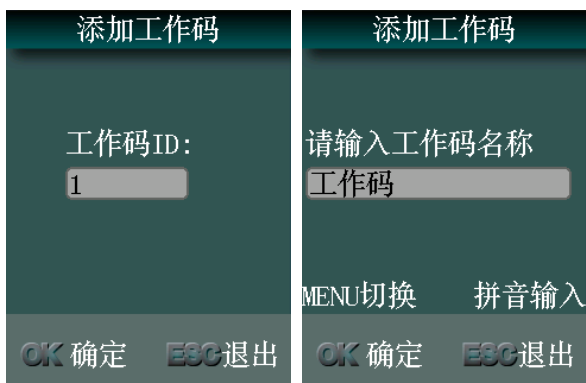 添加工作码
工作码ID:
1
OK 确定 ESC退出
添加工作码
请输入工作码名称
工作码
MENU切换 拼音输入
OK 确定 ESC退出